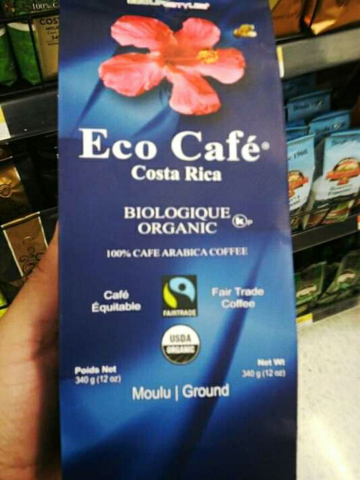 Eco Café®
Costa Rica
BIOLOGIQUE
ORGANIC
100% CAFE ARABICA COFFEE
Café
Équitable
FAIRTRADE
Fair Trade
Coffee
USDA
ORGANIC
Poids Net
340 g (12 oz)
Net Wt
340 g (12 oz)
Moulu | Ground